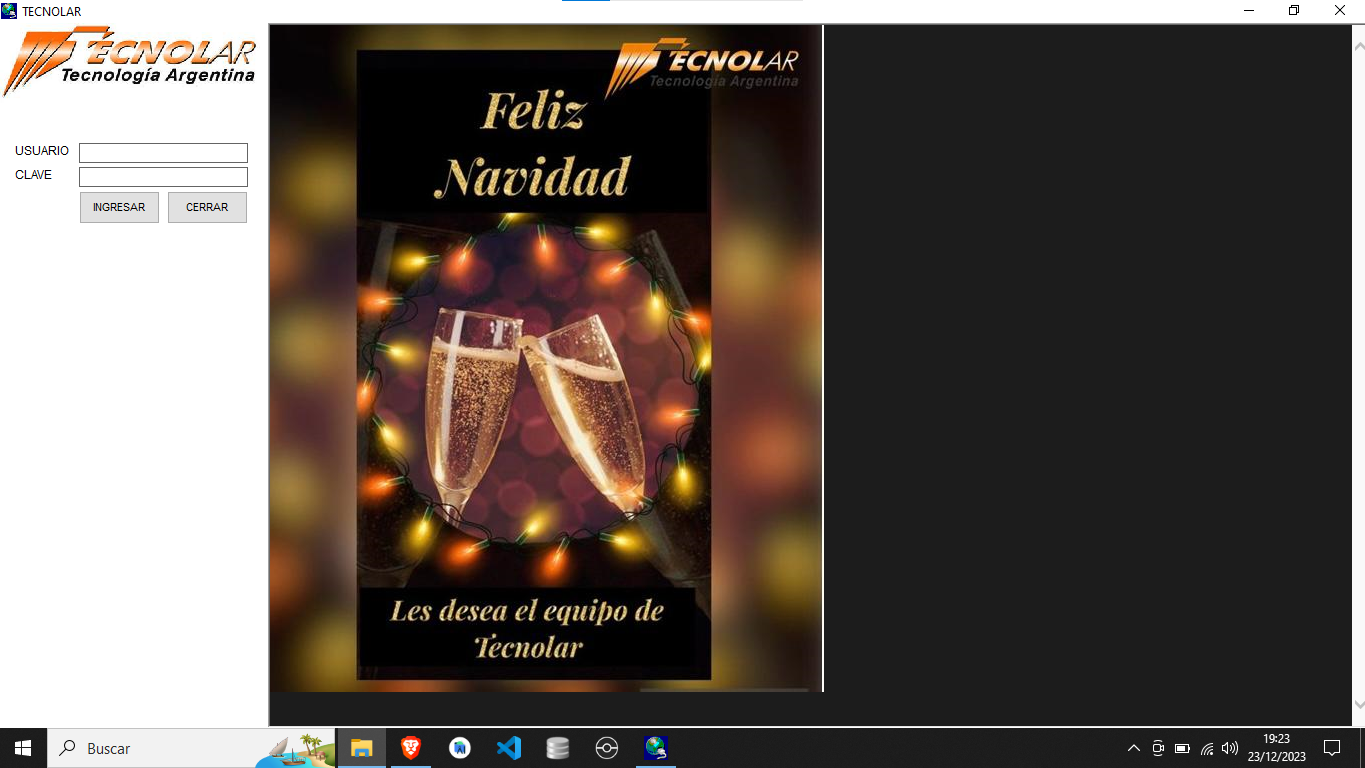 TECNOLAR
TECNOLAR
Tecnología Argentina
USUARIO
CLAVE
INGRESAR CERRAR
TECNOLAR
Tecnología Argentina
Feliz
Navidad
Les desea el equipo de
Tecnolar
Buscar
19:23
23/12/2023